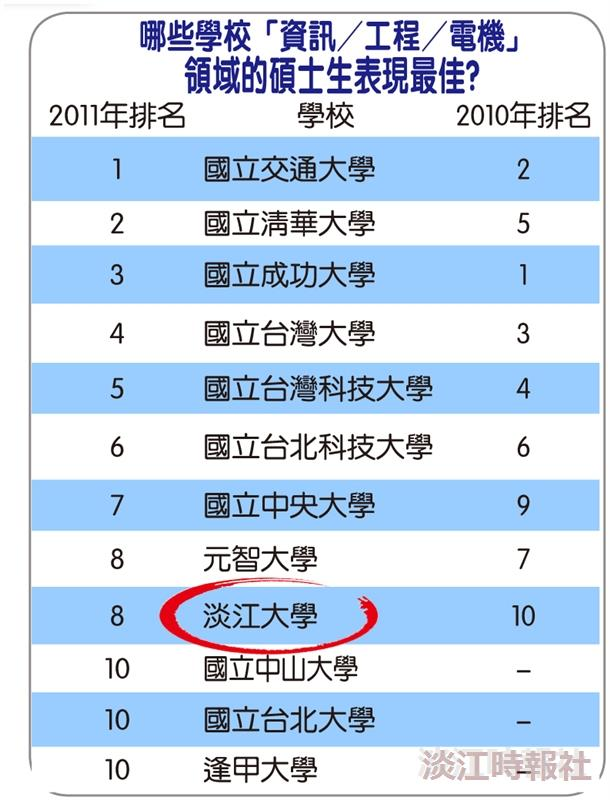 哪些學校「資訊／工程／電機」
領域的碩士生表現最佳?
2011年排名 學校 2010年排名
1 國立交通大學 2
2 國立清華大學 5
3 國立成功大學 1
4 國立台灣大學 3
5 國立台灣科技大學 4
6 國立台北科技大學 6
7 國立中央大學 9
8 元智大學 7
8 淡江大學 10
10 國立中山大學 –
10 國立台北大學 –
10 逢甲大學 –
淡江時報社